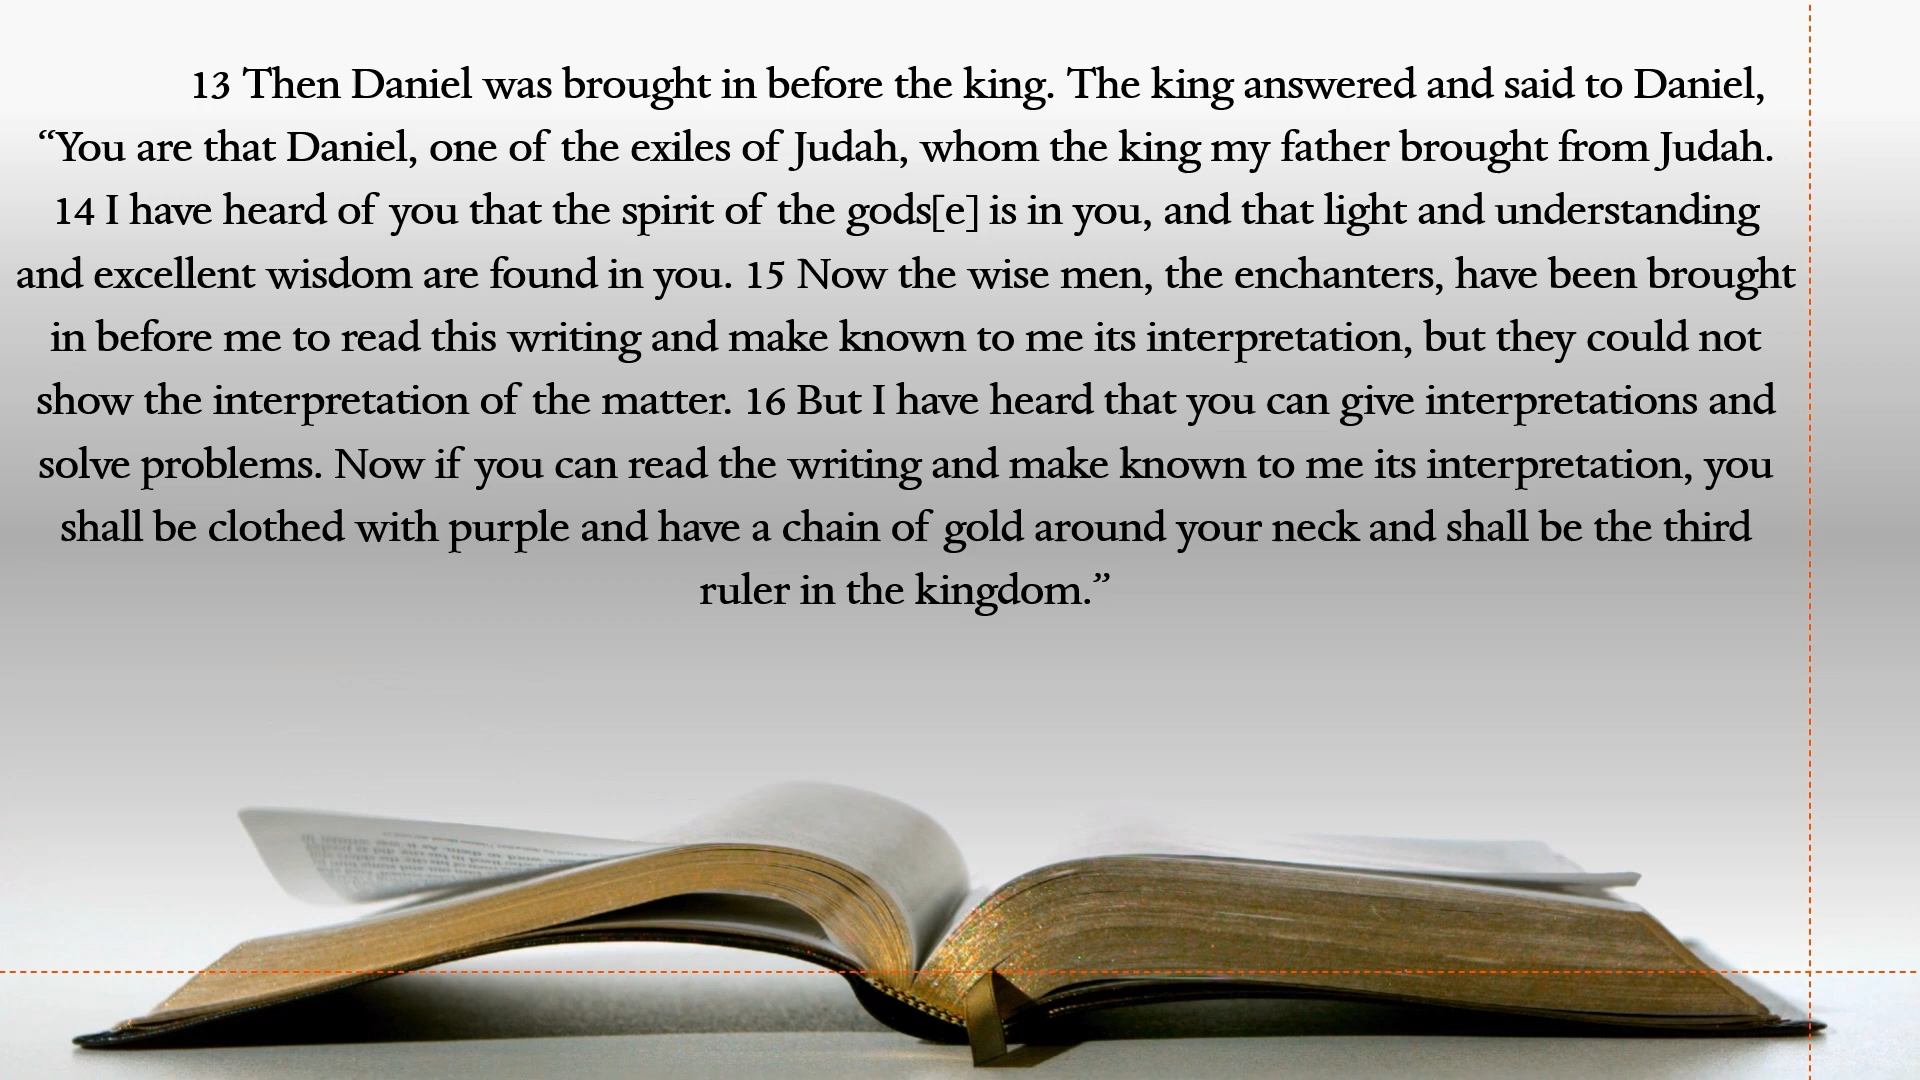 13 Then Daniel was brought in before the king. The king answered and said to Daniel,
“You are that Daniel, one of the exiles of Judah, whom the king my father brought from Judah.
14 I have heard of you that the spirit of the gods[e] is in you, and that light and understanding
and excellent wisdom are found in you. 15 Now the wise men, the enchanters, have been brought
in before me to read this writing and make known to me its interpretation, but they could not
show the interpretation of the matter. 16 But I have heard that you can give interpretations and
solve problems. Now if you can read the writing and make known to me its interpretation, you
shall be clothed with purple and have a chain of gold around your neck and shall be the third
ruler in the kingdom.”